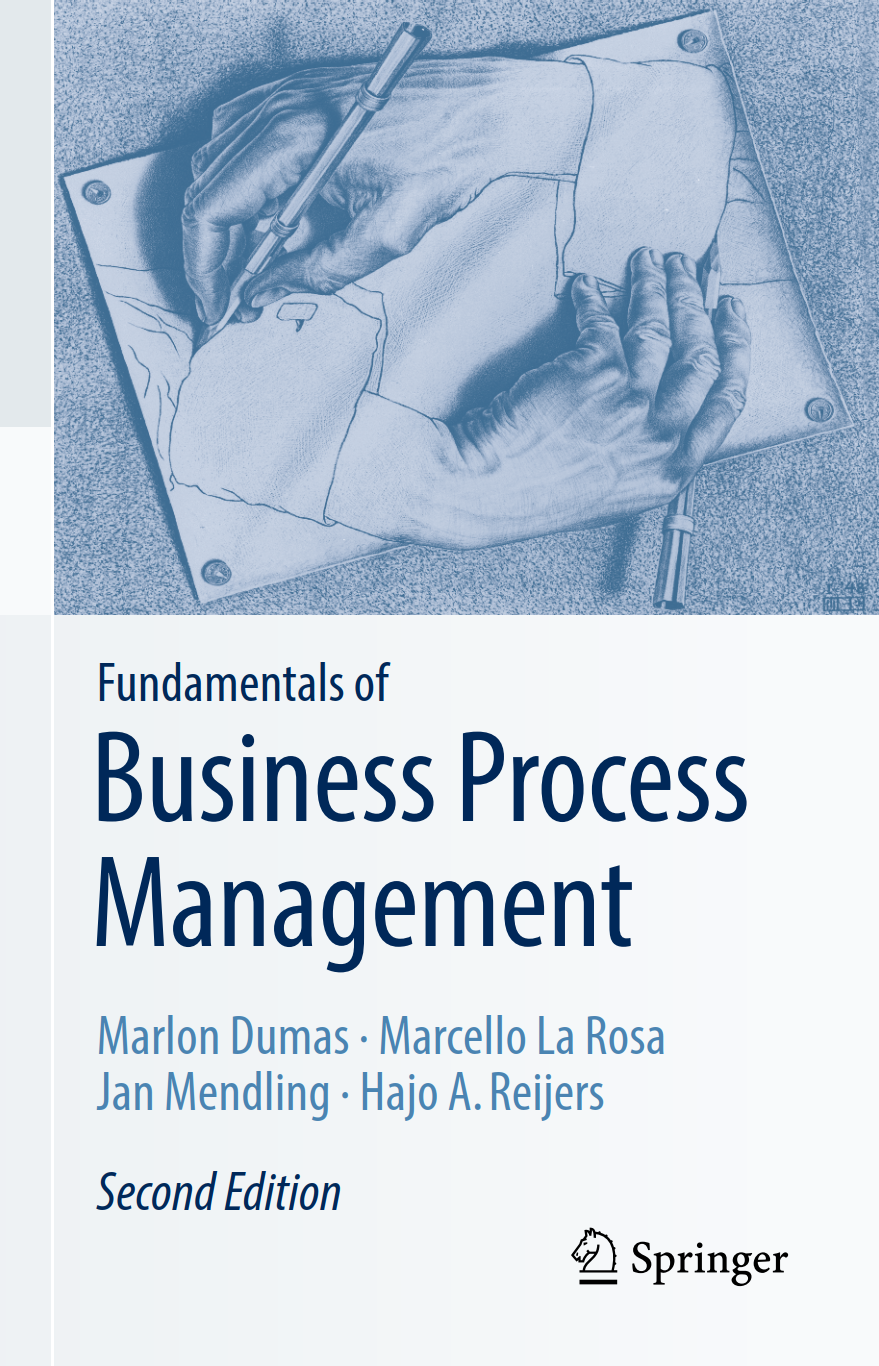 Fundamentals of
Business Process
Management
Marlon Dumas · Marcello La Rosa
Jan Mendling · Hajo A. Reijers
Second Edition
Springer